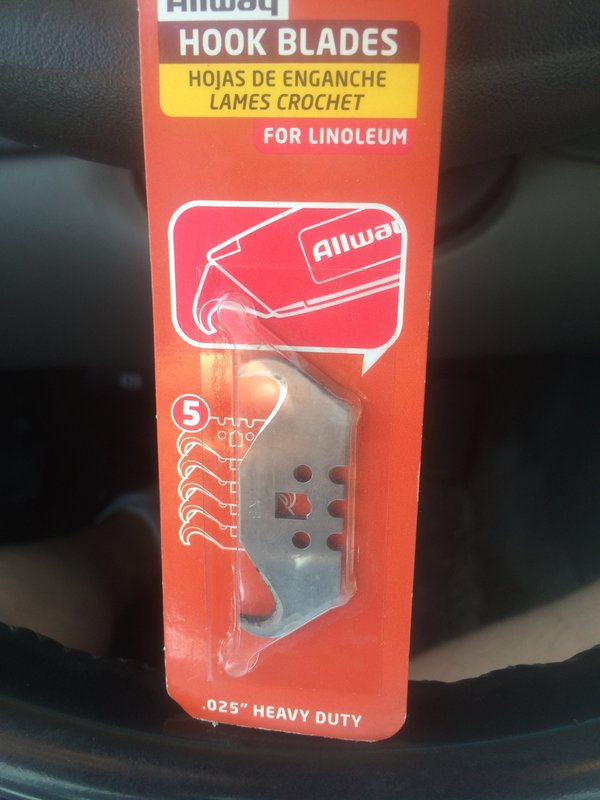 Allway
HOOK BLADES
HOJAS DE ENGANCHE
LAMES CROCHET
FOR LINOLEUM
Allway
5
.025" HEAVY DUTY